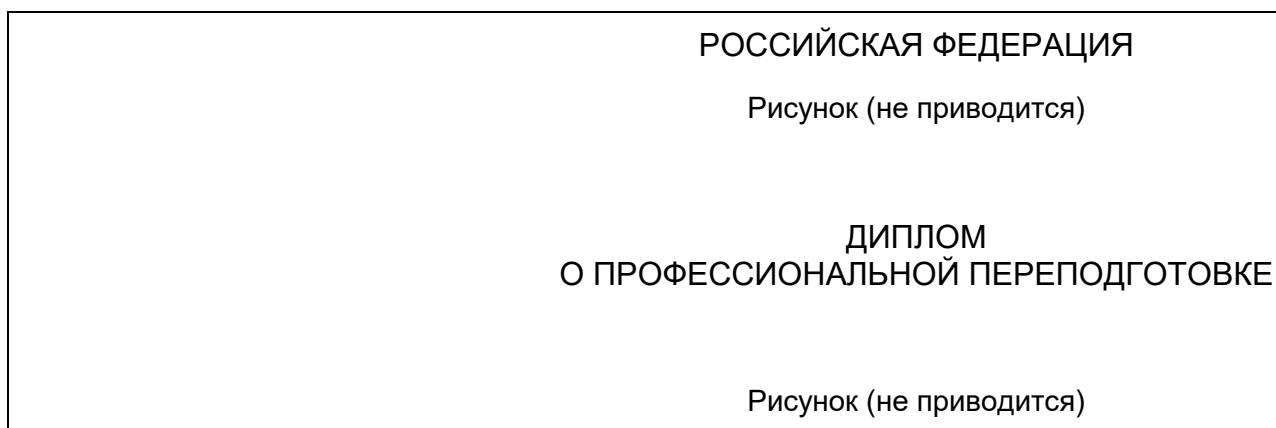 РОССИЙСКАЯ ФЕДЕРАЦИЯ
Рисунок (не приводится)
ДИПЛОМ
О ПРОФЕССИОНАЛЬНОЙ ПЕРЕПОДГОТОВКЕ
Рисунок (не приводится)